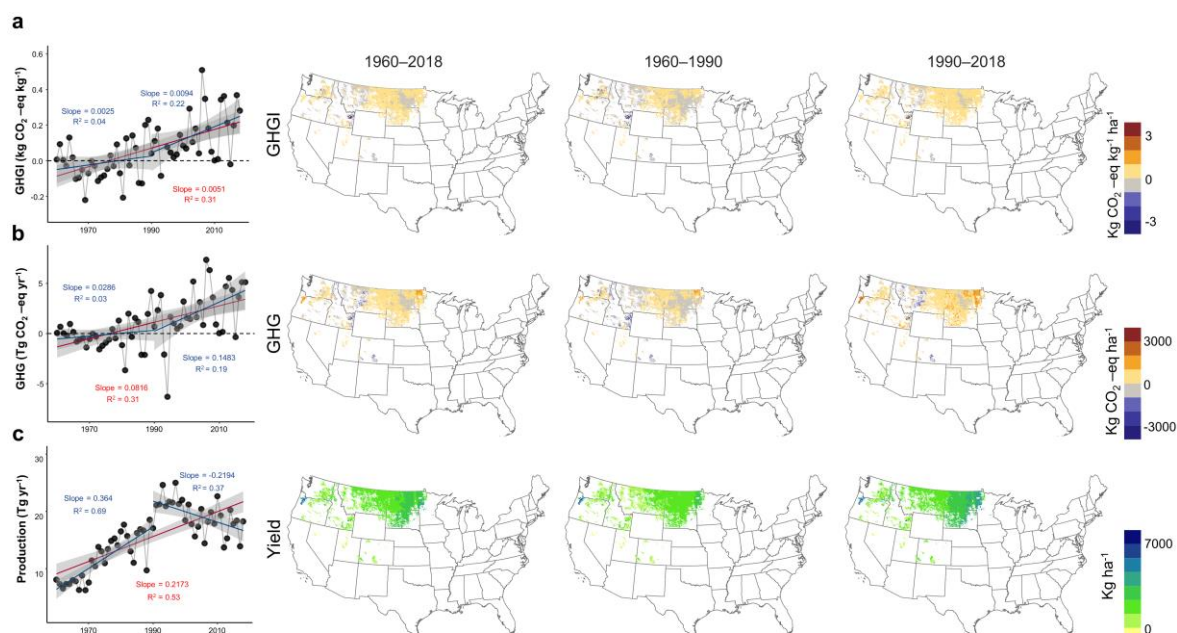 a
1960–2018
1960–1990
1990–2018
GHGI (kg CO₂ –eq kg⁻¹)
0.6
0.4
0.2
0.0
-0.2
Slope = 0.0025
R² = 0.04
Slope = 0.0094
R² = 0.22
Slope = 0.0051
R² = 0.31
1970
1990
2010
GHGI
Kg CO₂ –eq kg⁻¹ ha⁻¹
3
0
-3
b
GHG (Tg CO₂ –eq yr⁻¹)
5
0
-5
Slope = 0.0286
R² = 0.03
Slope = 0.1483
R² = 0.19
Slope = 0.0816
R² = 0.31
1970
1990
2010
GHG
Kg CO₂ –eq ha⁻¹
3000
0
-3000
c
Production (Tg yr⁻¹)
30
20
10
Slope = 0.364
R² = 0.69
Slope = -0.2194
R² = 0.37
Slope = 0.2173
R² = 0.53
1970
1990
2010
Yield
Kg ha⁻¹
7000
0